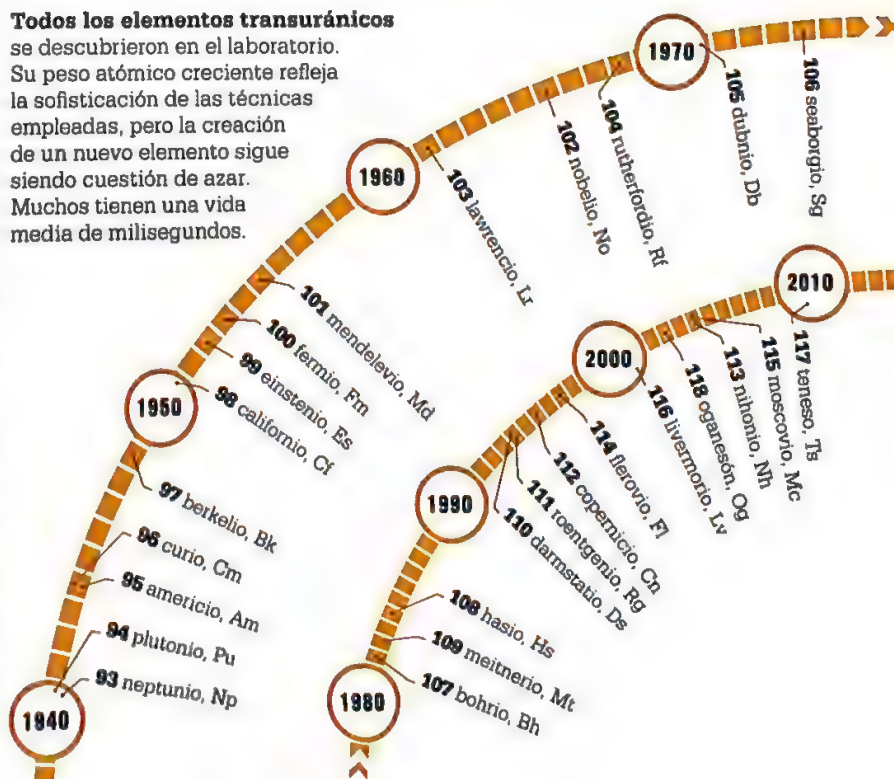 Todos los elementos transuránicos
se descubrieron en el laboratorio.
Su peso atómico creciente refleja
la sofisticación de las técnicas
empleadas, pero la creación
de un nuevo elemento sigue
siendo cuestión de azar.
Muchos tienen una vida
media de milisegundos.
1940
93 neptunio, Np
94 plutonio, Pu
95 americio, Am
96 curio, Cm
97 berkelio, Bk
1950
98 californio, Cf
99 einstenio, Es
100 fermio, Fm
101 mendelevio, Md
1960
103 lawrencio, Lr
102 nobelio, No
104 rutherfordio, Rf
1970
105 dubnio, Db
106 seaborgio, Sg
1980
107 bohrio, Bh
109 meitnerio, Mt
108 hasio, Hs
1990
110 darmstatio, Ds
111 roentgenio, Rg
112 copernicio, Cn
114 flerovio, Fl
2000
116 livermorio, Lv
118 oganesón, Og
113 nihonio, Nh
115 moscovio, Mc
2010
117 teneso, Ts